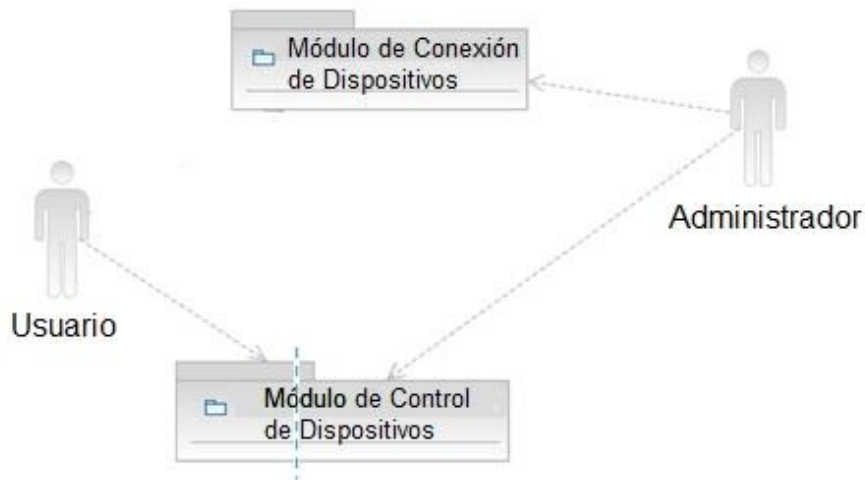 Módulo de Conexión
de Dispositivos
Administrador
Usuario
Módulo de Control
de Dispositivos